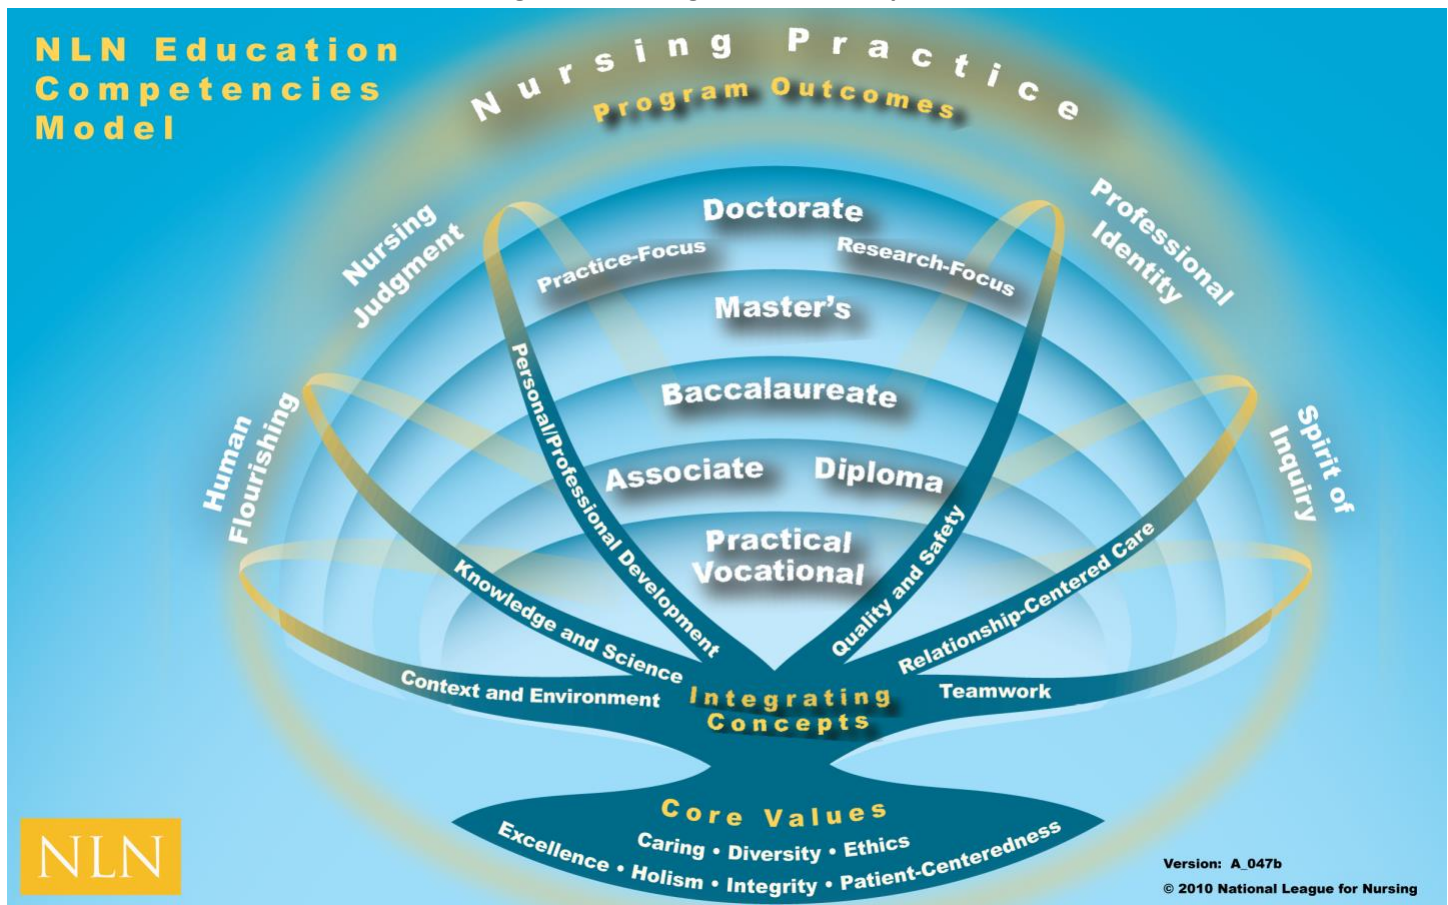 NLN Education
Competencies
Model
Nursing Practice
Program Outcomes
Human
Flourishing
Nursing
Judgment
Professional
Identity
Spirit of
Inquiry
Doctorate
Practice-Focus
Research-Focus
Master's
Baccalaureate
Associate
Diploma
Practical
Vocational
Context and Environment
Knowledge and Science
Personal/Professional Development
Quality and Safety
Relationship-Centered Care
Teamwork
Integrating
Concepts
Core Values
Caring • Diversity • Ethics
Excellence • Holism • Integrity • Patient-Centeredness
NLN
Version: A_047b
© 2010 National League for Nursing